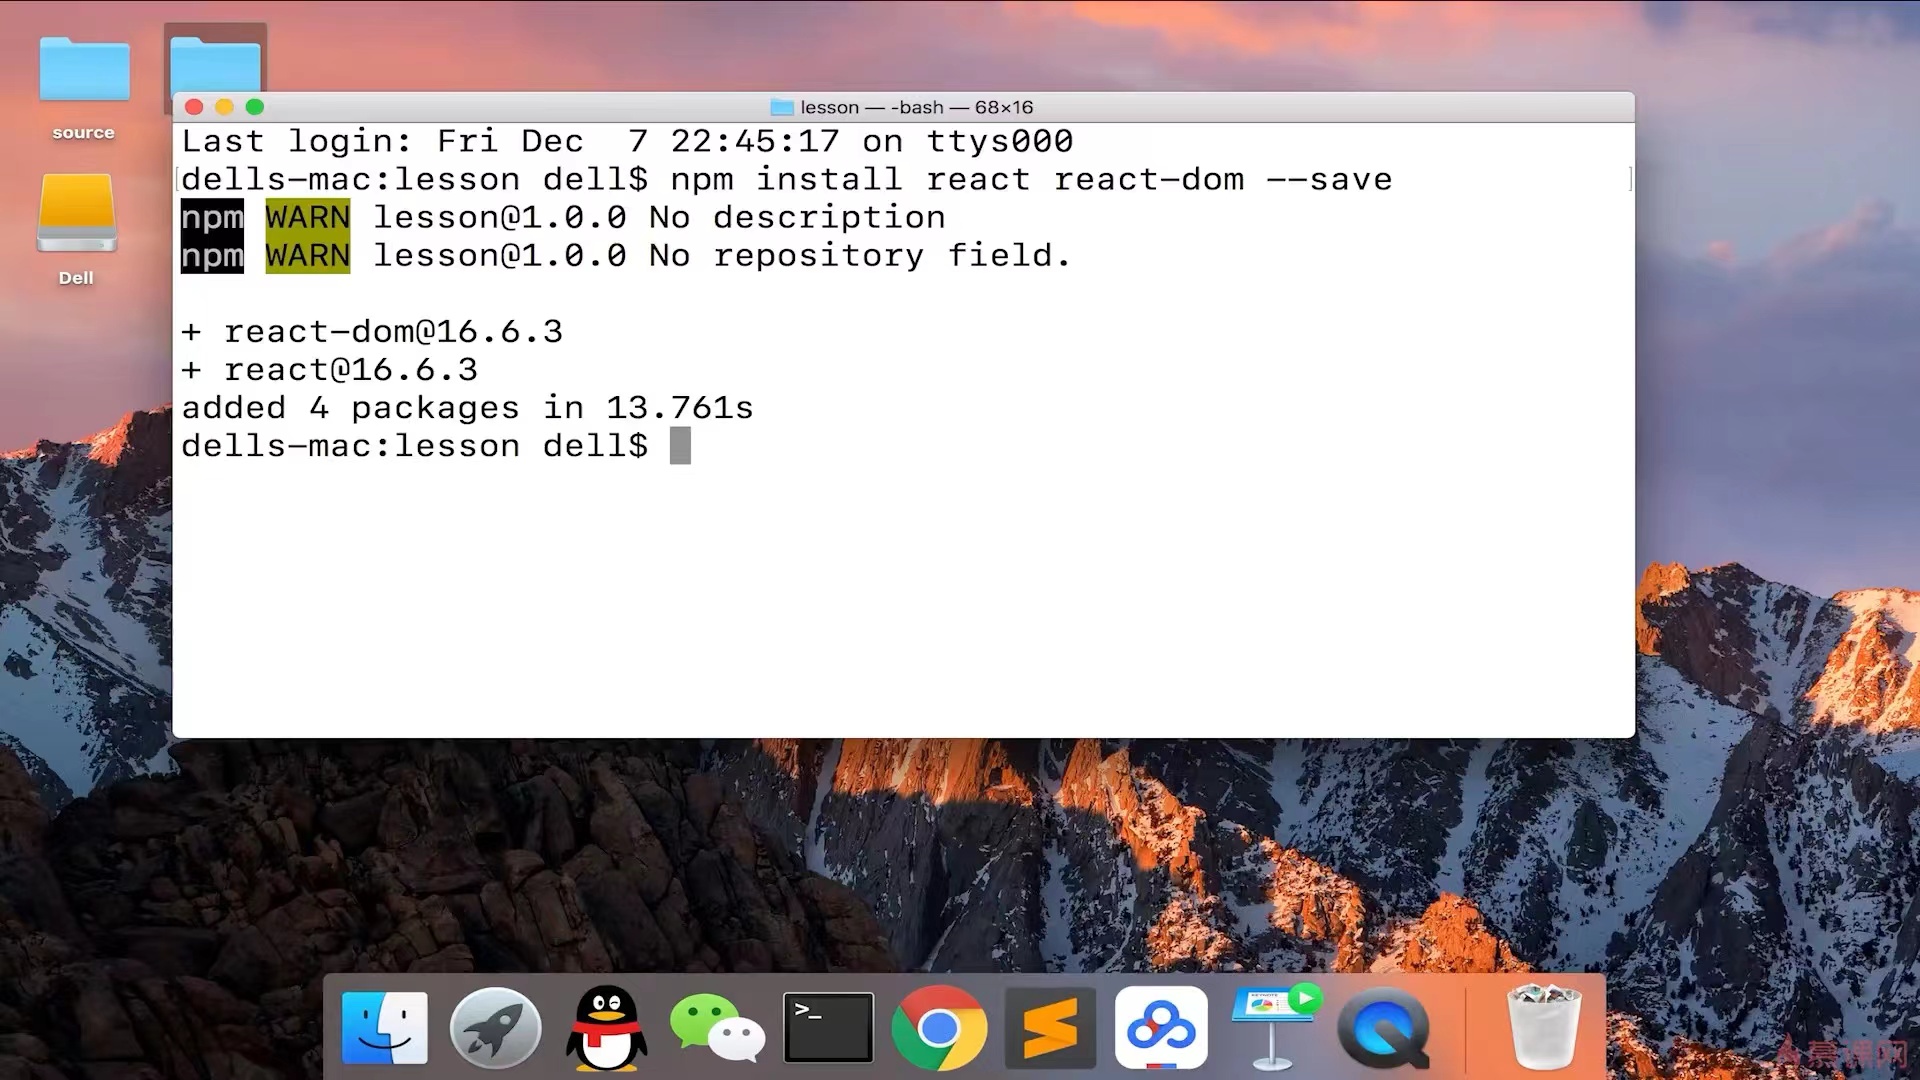 source
Dell
lesson — -bash — 68×16
Last login: Fri Dec  7 22:45:17 on ttys000
dells-mac:lesson dell$ npm install react react-dom --save
npm WARN lesson@1.0.0 No description
npm WARN lesson@1.0.0 No repository field.
+ react-dom@16.6.3
+ react@16.6.3
added 4 packages in 13.761s
dells-mac:lesson dell$
>_
KEYNOTE
慕课网